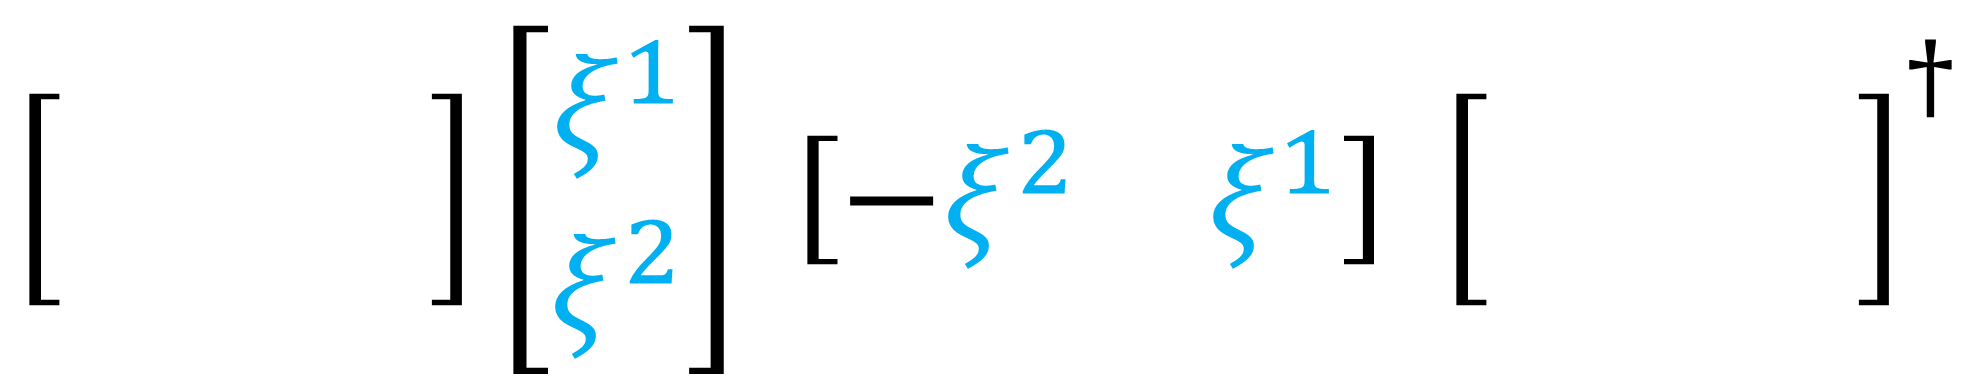 [ ] [ξ¹ ξ²] [−ξ² ξ¹] [ ]†